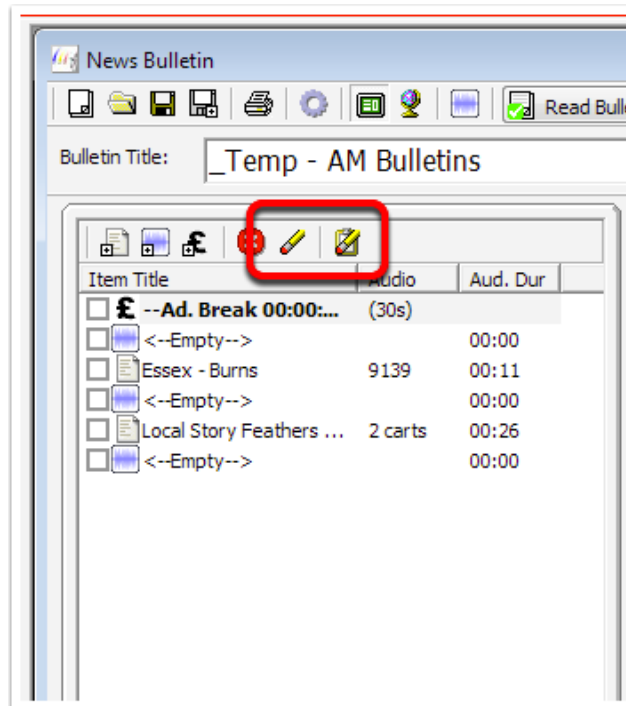 News Bulletin
Read Bull
Bulletin Title: _Temp - AM Bulletins
Item Title Audio Aud. Dur
£ --Ad. Break 00:00:... (30s)
<--Empty--> 00:00
Essex - Burns 9139 00:11
<--Empty--> 00:00
Local Story Feathers ... 2 carts 00:26
<--Empty--> 00:00